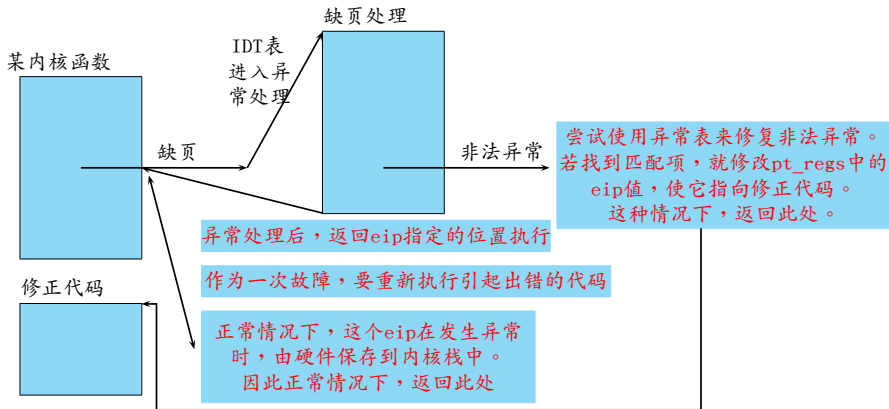 缺页处理
IDT表
进入异
常处理
某内核函数
缺页
非法异常
尝试使用异常表来修复非法异常。
若找到匹配项，就修改pt_regs中的
eip值，使它指向修正代码。
这种情况下，返回此处。
异常处理后，返回eip指定的位置执行
作为一次故障，要重新执行引起出错的代码
修正代码
正常情况下，这个eip在发生异常
时，由硬件保存到内核栈中。
因此正常情况下，返回此处